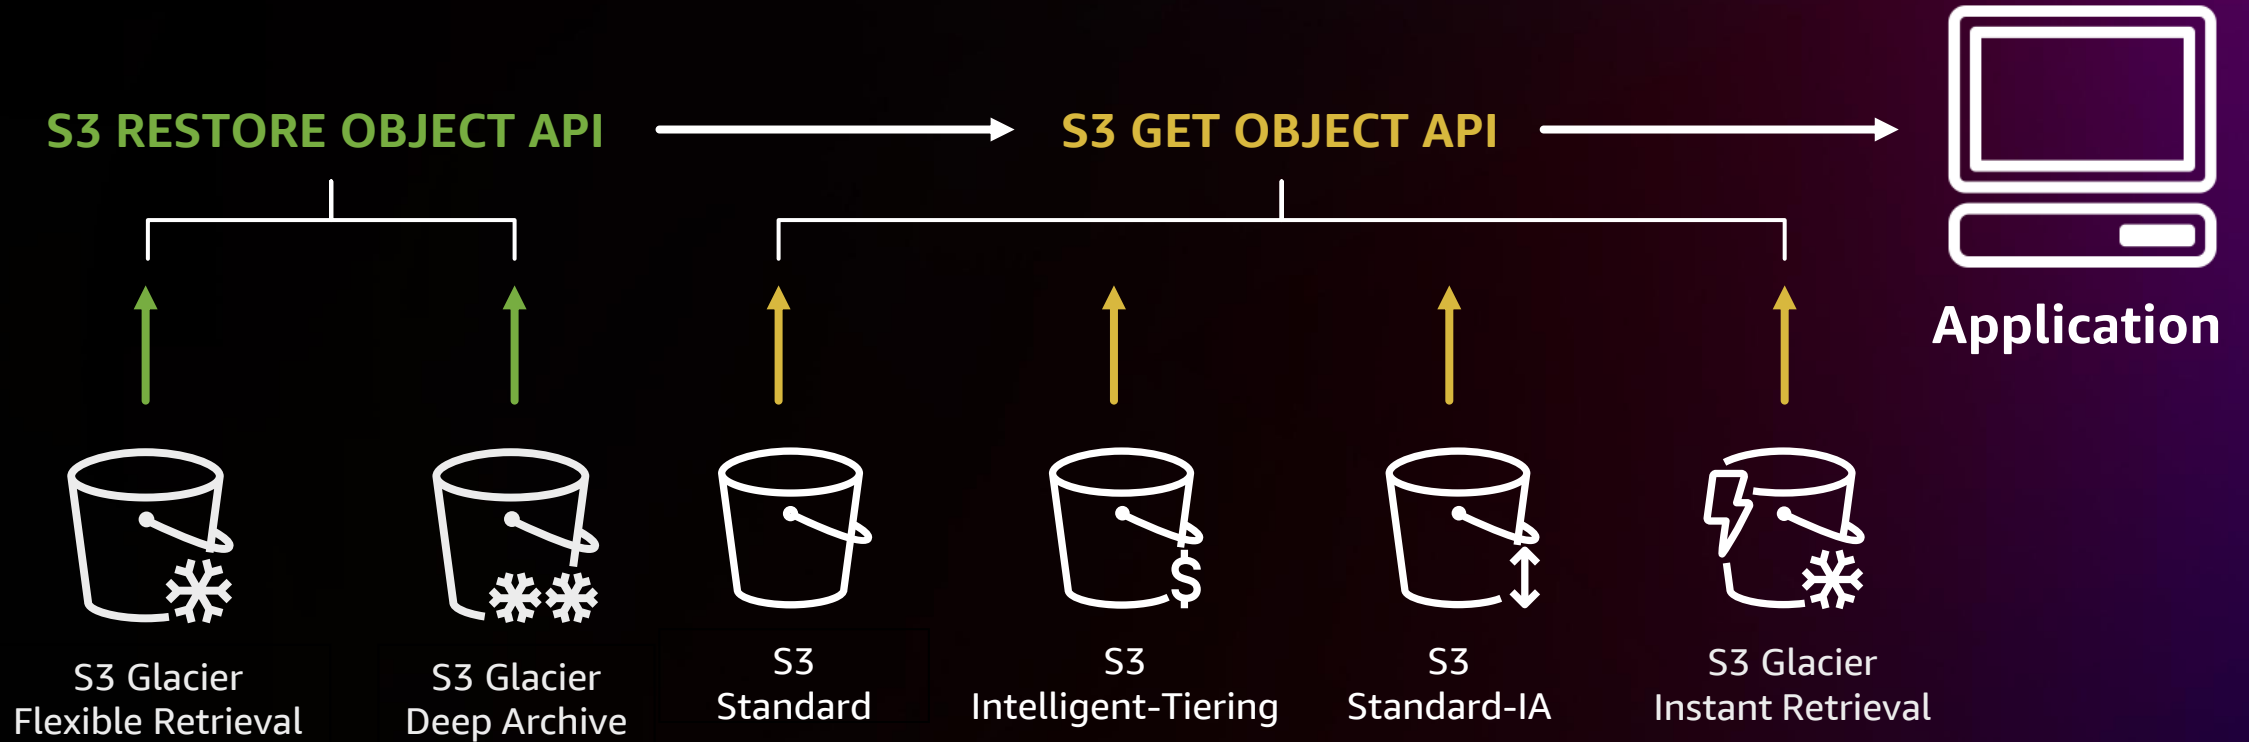 S3 RESTORE OBJECT API
S3 GET OBJECT API
Application
S3 Glacier
Flexible Retrieval
S3 Glacier
Deep Archive
S3
Standard
S3
Intelligent-Tiering
$
S3
Standard-IA
S3 Glacier
Instant Retrieval